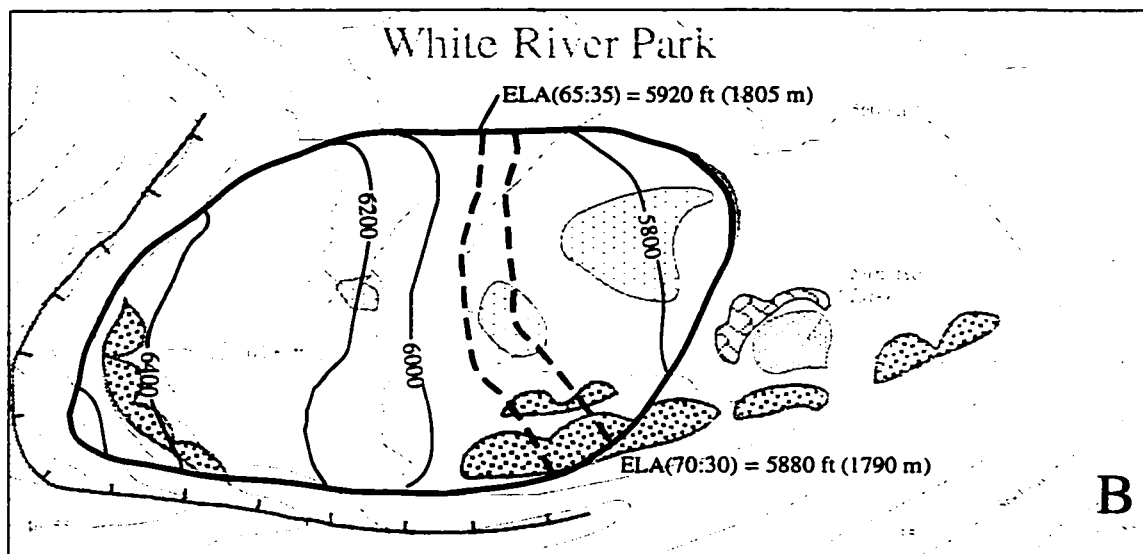 White River Park
ELA(65:35) = 5920 ft (1805 m)
6200
5800
6000
6400
ELA(70:30) = 5880 ft (1790 m)
B